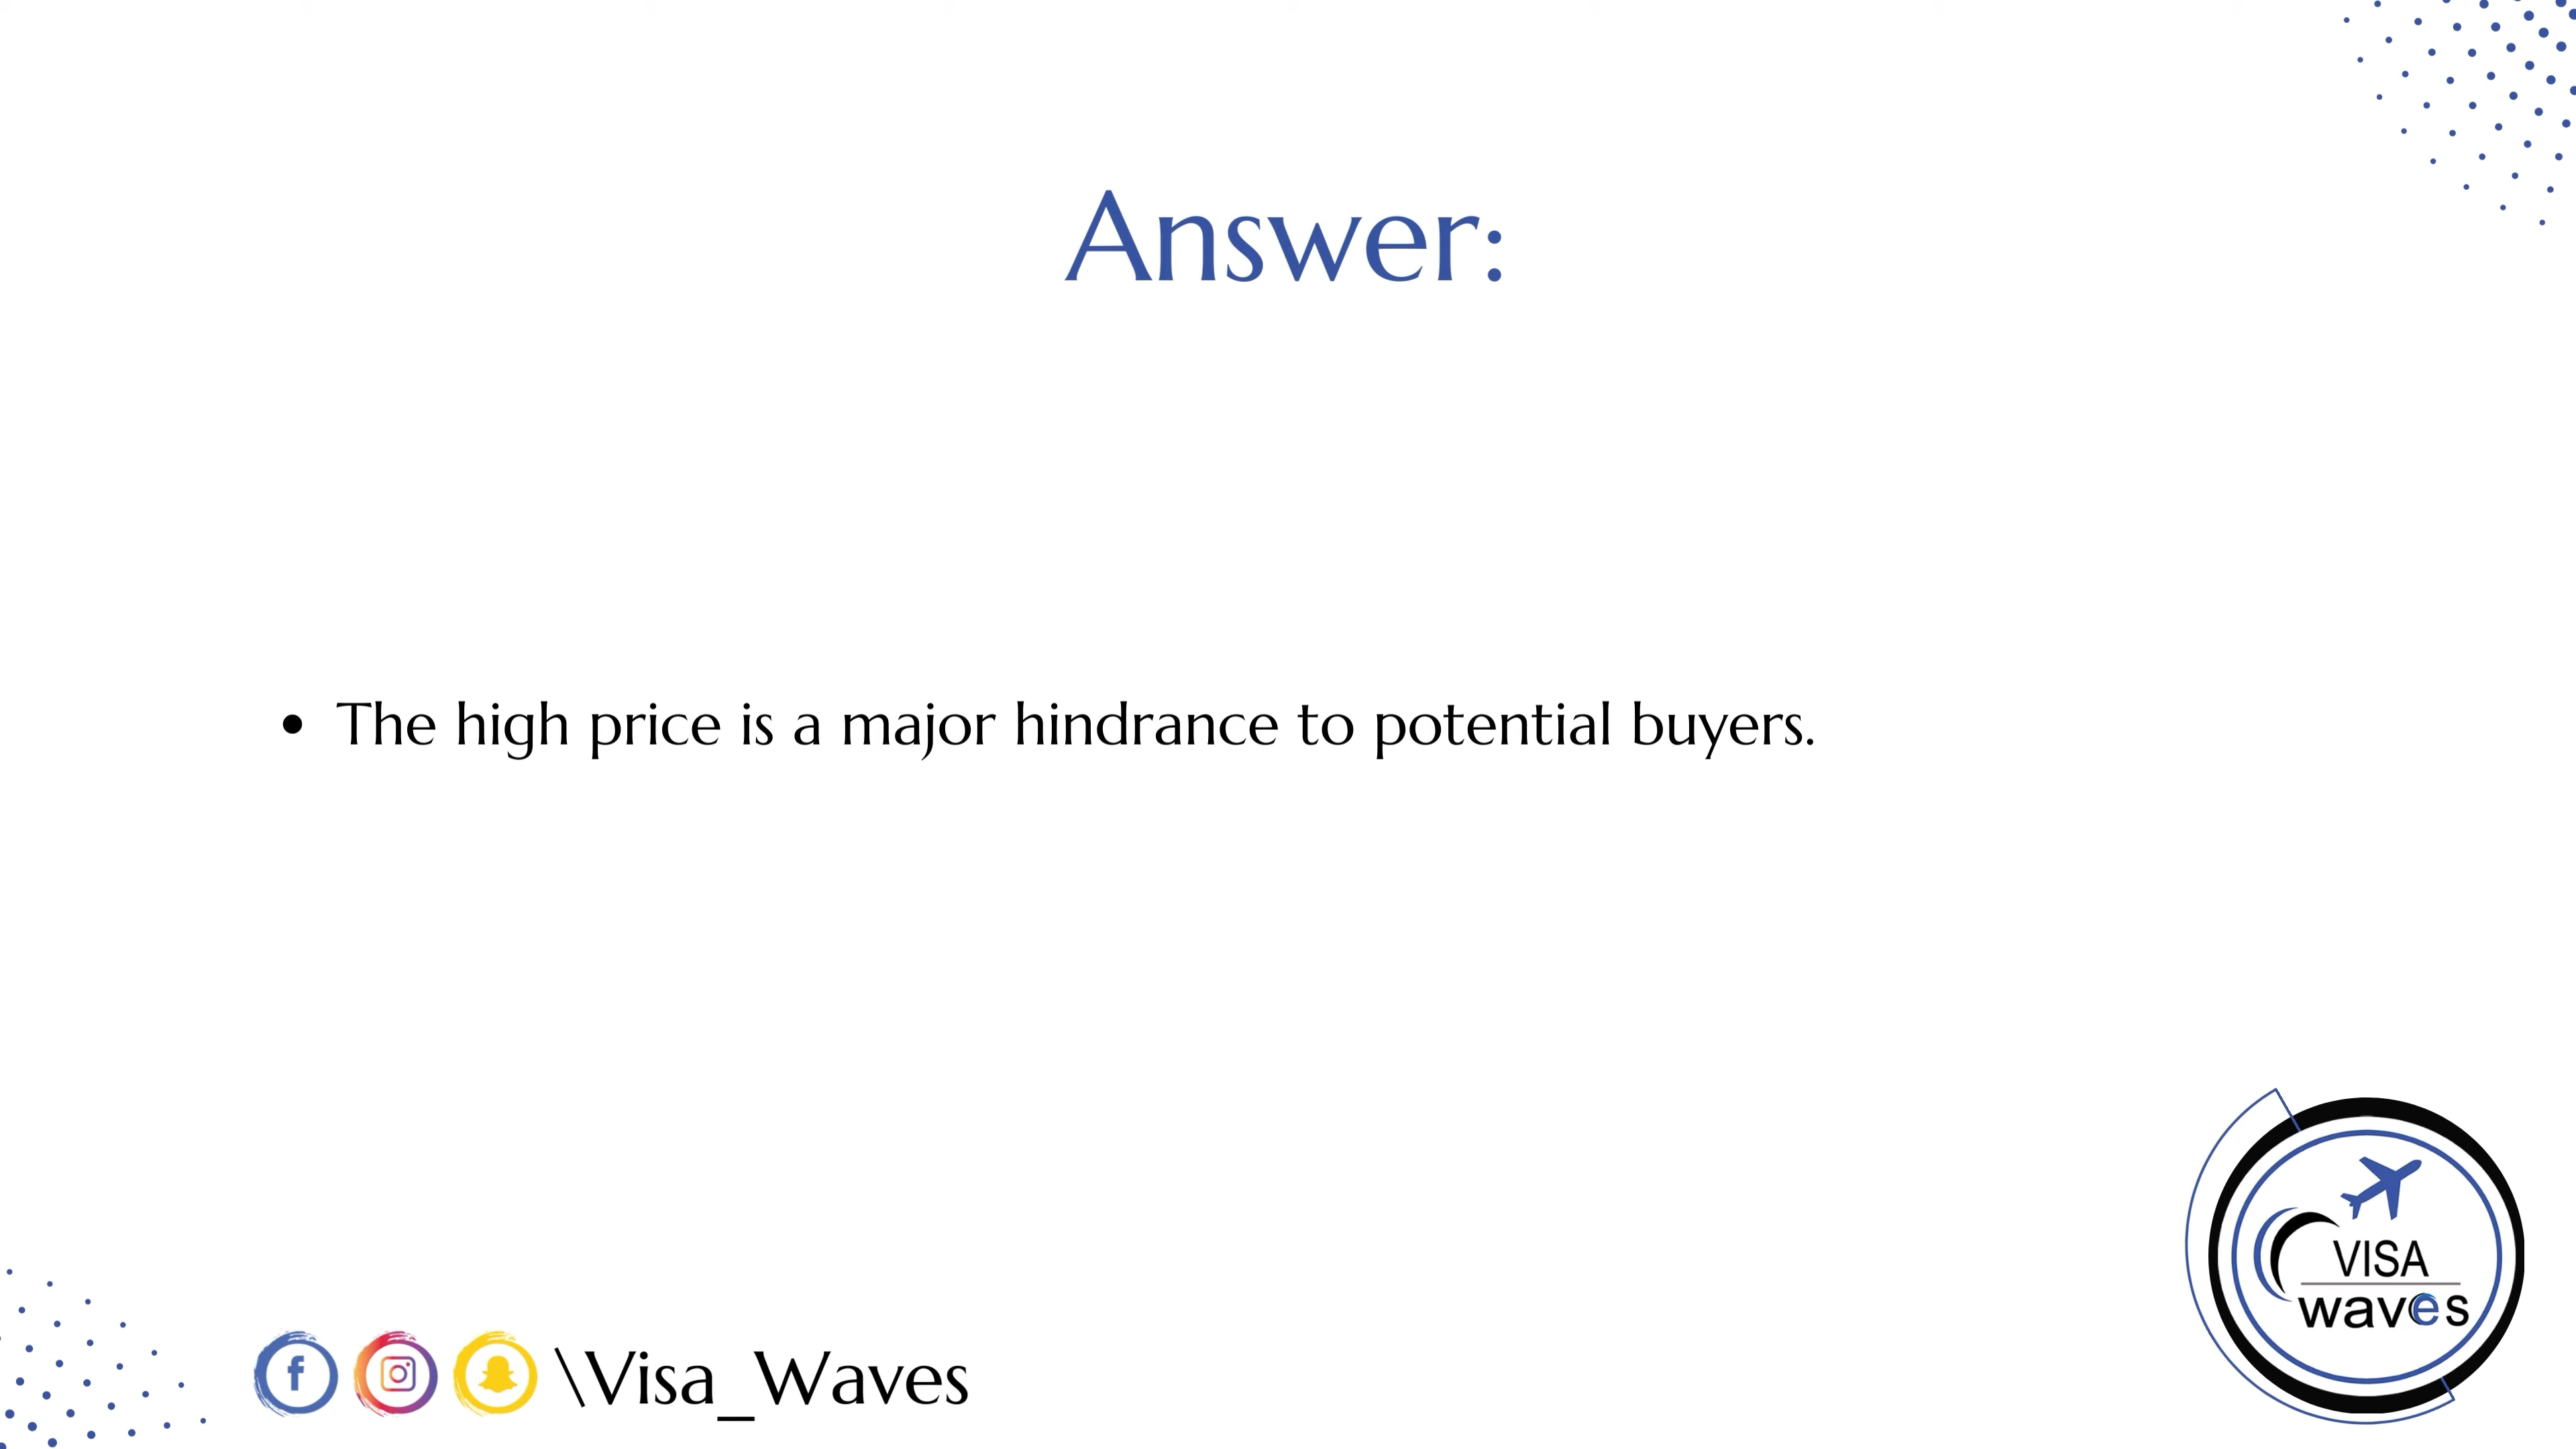 Answer:
• The high price is a major hindrance to potential buyers.
VISA
waves
\Visa_Waves